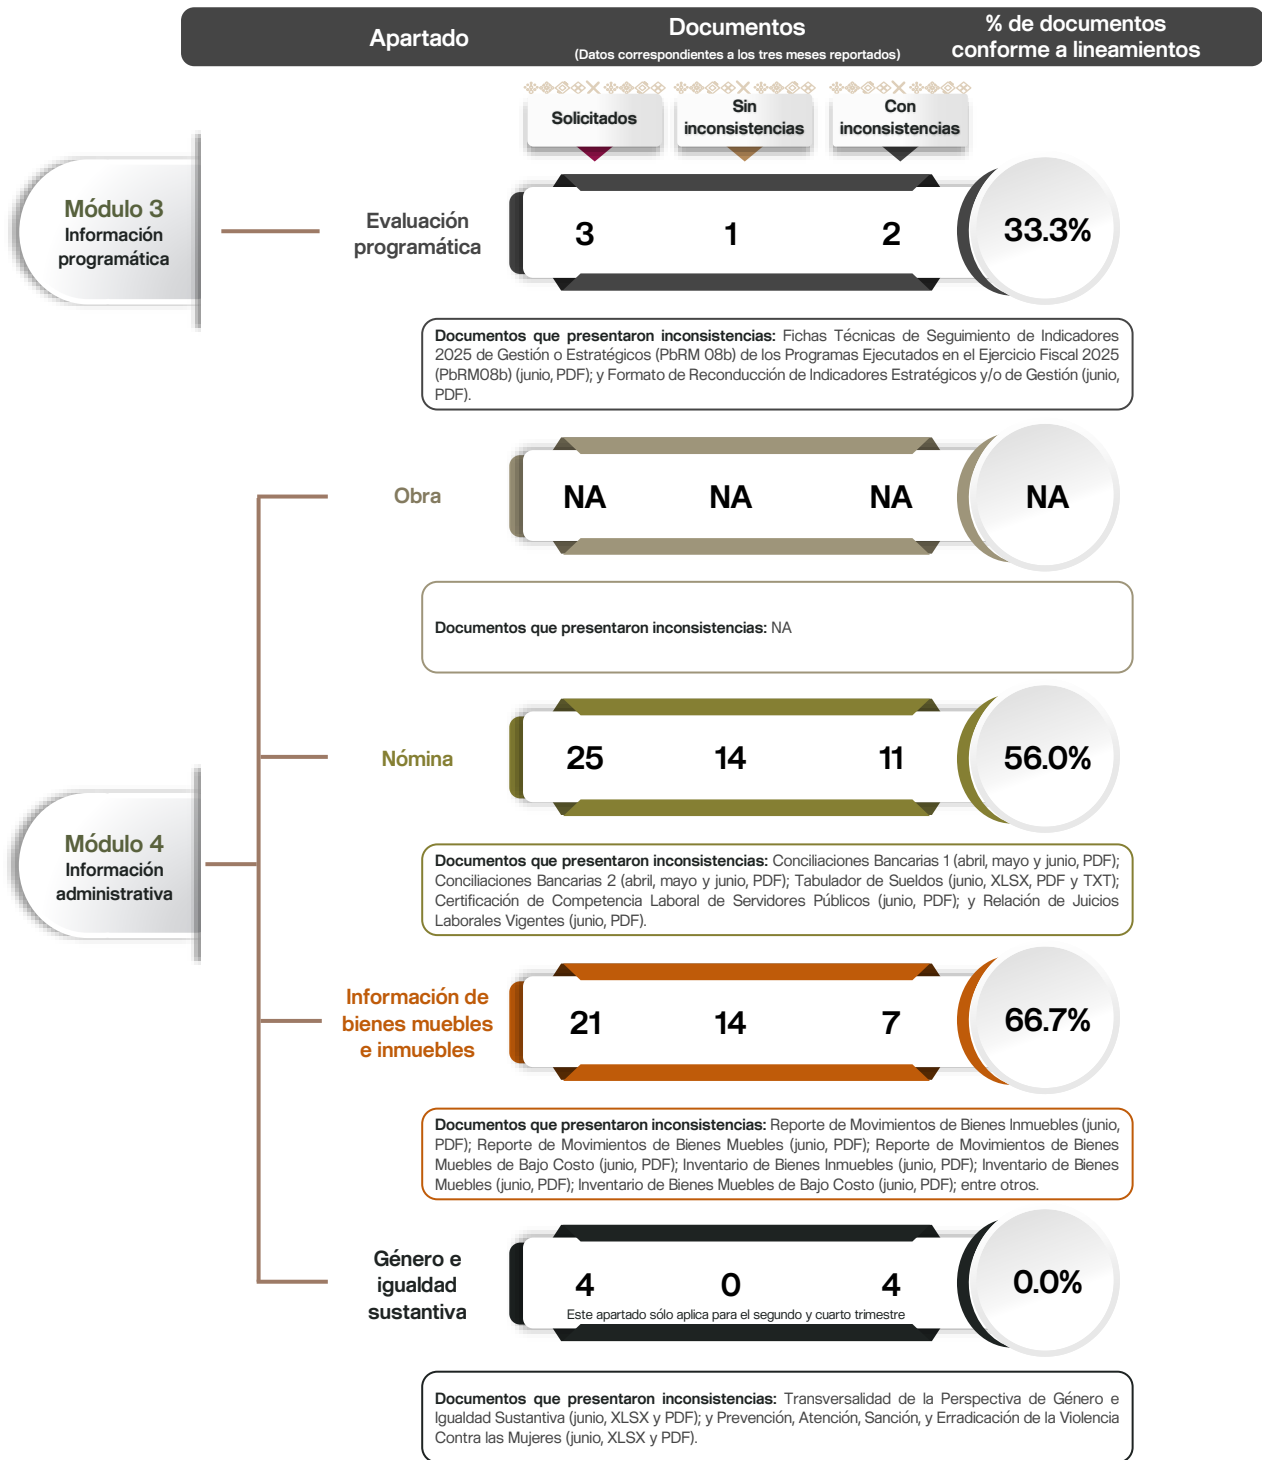 Apartado
Documentos
(Datos correspondientes a los tres meses reportados)
% de documentos
conforme a lineamientos
Solicitados
Sin
inconsistencias
Con
inconsistencias
Módulo 3
Información
programática
Evaluación
programática
3 1 2 33.3%
Documentos que presentaron inconsistencias: Fichas Técnicas de Seguimiento de Indicadores
2025 de Gestión o Estratégicos (PbRM 08b) de los Programas Ejecutados en el Ejercicio Fiscal 2025
(PbRM08b) (junio, PDF); y Formato de Reconducción de Indicadores Estratégicos y/o de Gestión (junio,
PDF).
Obra
NA NA NA NA
Documentos que presentaron inconsistencias: NA
Nómina
25 14 11 56.0%
Módulo 4
Información
administrativa
Documentos que presentaron inconsistencias: Conciliaciones Bancarias 1 (abril, mayo y junio, PDF);
Conciliaciones Bancarias 2 (abril, mayo y junio, PDF); Tabulador de Sueldos (junio, XLSX, PDF y TXT);
Certificación de Competencia Laboral de Servidores Públicos (junio, PDF); y Relación de Juicios
Laborales Vigentes (junio, PDF).
Información de
bienes muebles
e inmuebles
21 14 7 66.7%
Documentos que presentaron inconsistencias: Reporte de Movimientos de Bienes Inmuebles (junio,
PDF); Reporte de Movimientos de Bienes Muebles (junio, PDF); Reporte de Movimientos de Bienes
Muebles de Bajo Costo (junio, PDF); Inventario de Bienes Inmuebles (junio, PDF); Inventario de Bienes
Muebles (junio, PDF); Inventario de Bienes Muebles de Bajo Costo (junio, PDF); entre otros.
Género e
igualdad
sustantiva
4 0 4 0.0%
Este apartado sólo aplica para el segundo y cuarto trimestre
Documentos que presentaron inconsistencias: Transversalidad de la Perspectiva de Género e
Igualdad Sustantiva (junio, XLSX y PDF); y Prevención, Atención, Sanción, y Erradicación de la Violencia
Contra las Mujeres (junio, XLSX y PDF).